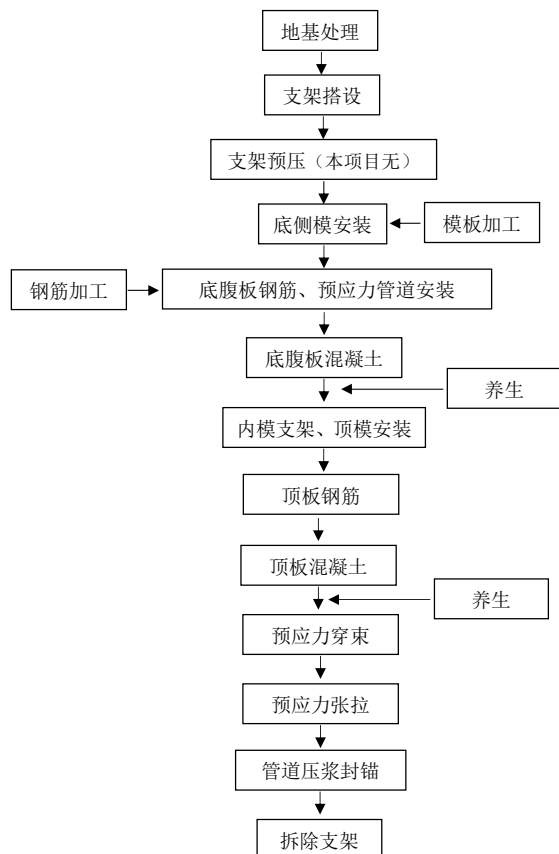 地基处理
支架搭设
支架预压（本项目无）
底侧模安装
模板加工
钢筋加工
底腹板钢筋、预应力管道安装
底腹板混凝土
养生
内模支架、顶模安装
顶板钢筋
顶板混凝土
养生
预应力穿束
预应力张拉
管道压浆封锚
拆除支架